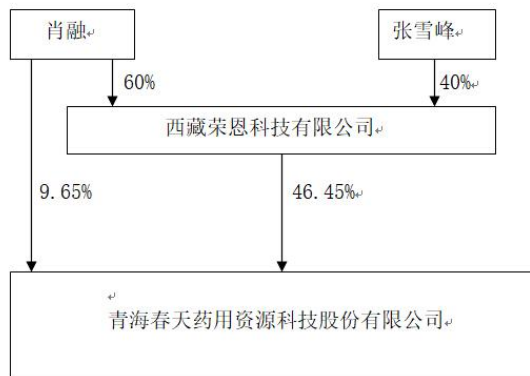 肖融
张雪峰
60%
40%
西藏荣恩科技有限公司
9.65%
46.45%
青海春天药用资源科技股份有限公司